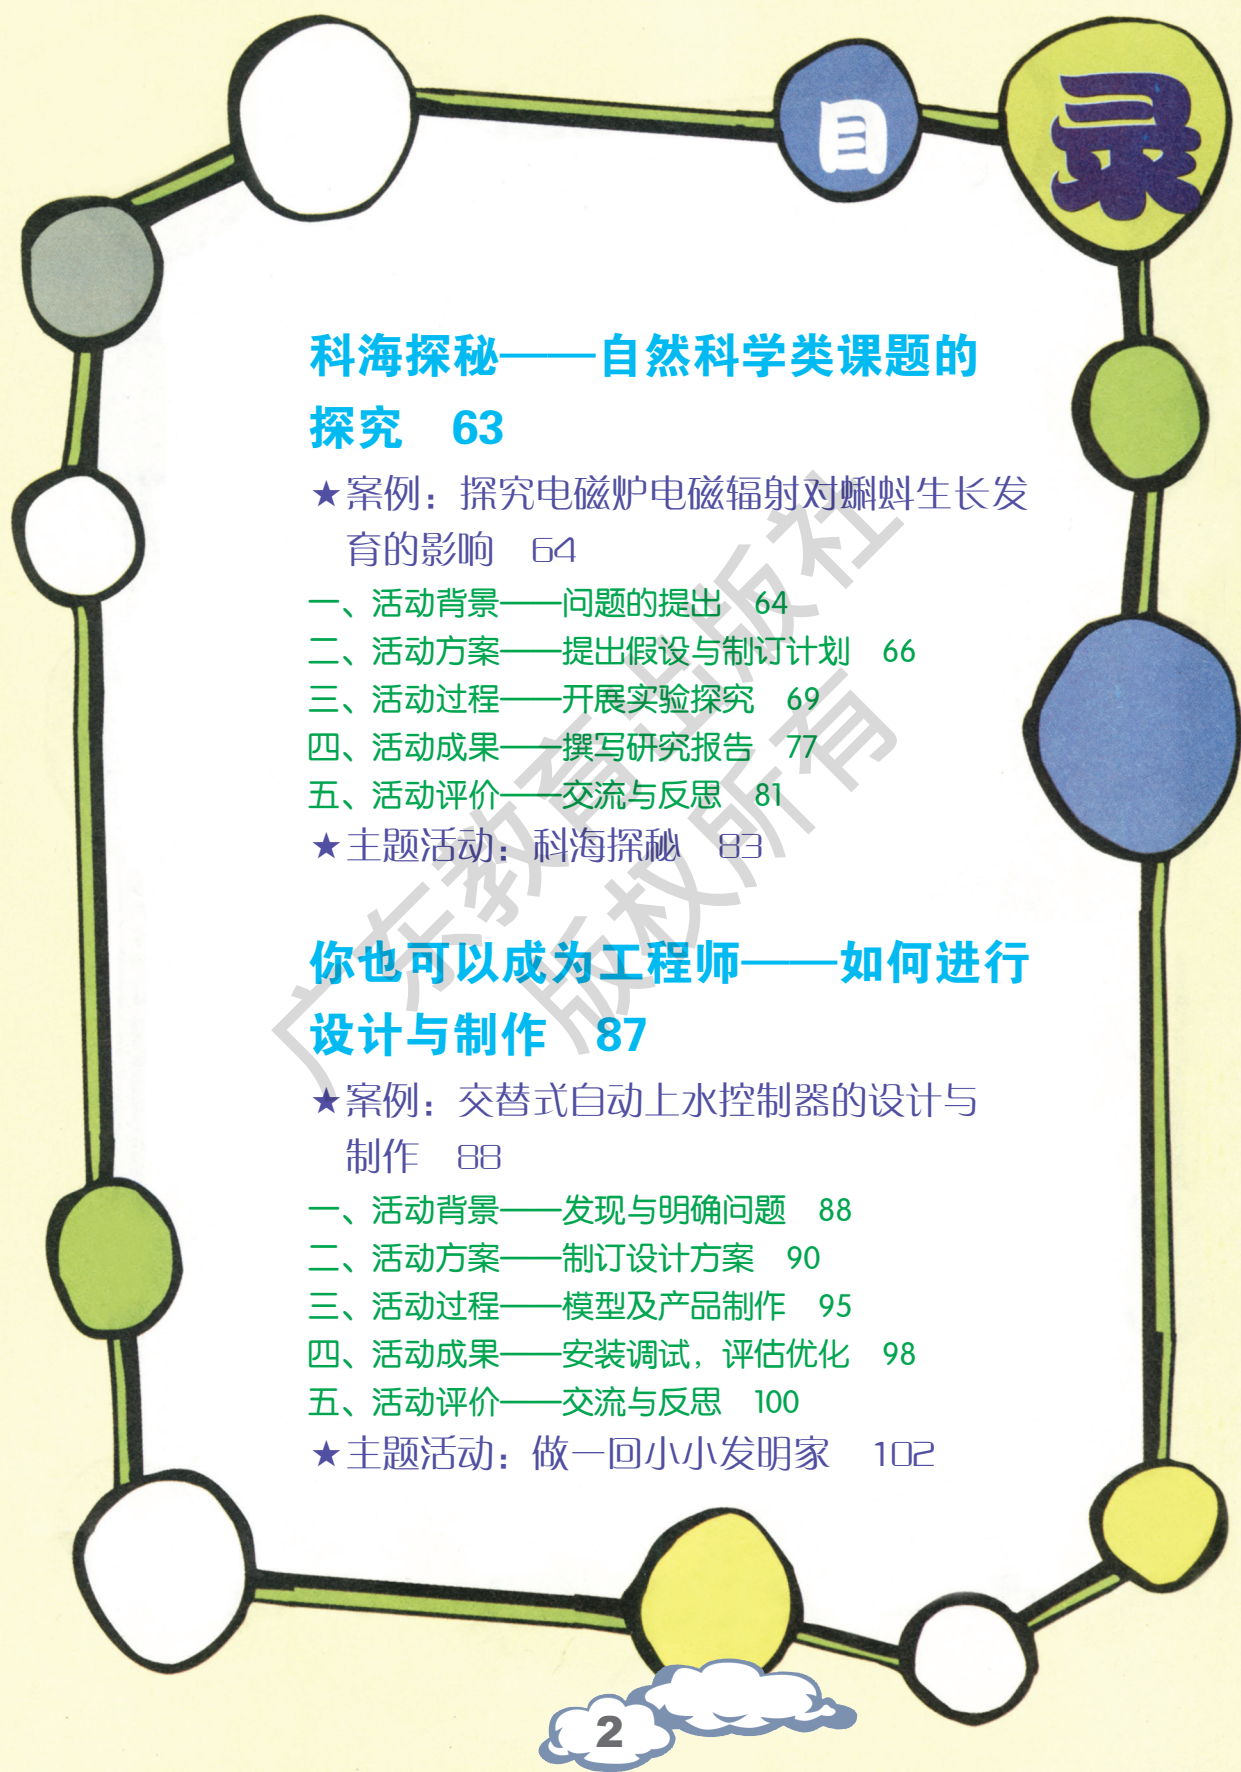 目录
科海探秘——自然科学类课题的
探究 63
★案例：探究电磁炉电磁辐射对蝌蚪生长发
育的影响 64
一、活动背景——问题的提出 64
二、活动方案——提出假设与制订计划 66
三、活动过程——开展实验探究 69
四、活动成果——撰写研究报告 77
五、活动评价——交流与反思 81
★主题活动：科海探秘 83
你也可以成为工程师——如何进行
设计与制作 87
★案例：交替式自动上水控制器的设计与
制作 88
一、活动背景——发现与明确问题 88
二、活动方案——制订设计方案 90
三、活动过程——模型及产品制作 95
四、活动成果——安装调试，评估优化 98
五、活动评价——交流与反思 100
★主题活动：做一回小小发明家 102
广东教育出版社
版权所有
2